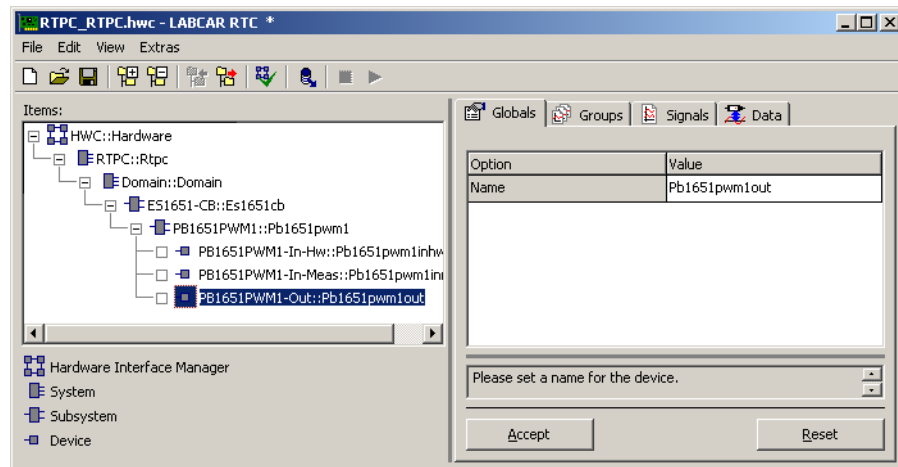 RTPC_RTPC.hwc - LABCAR RTC *
File Edit View Extras
Items:
HWC::Hardware
RTPC::Rtpc
Domain::Domain
ES1651-CB::Es1651cb
PB1651PWM1::Pb1651pwm1
PB1651PWM1-In-Hw::Pb1651pwm1inhw
PB1651PWM1-In-Meas::Pb1651pwm1in
PB1651PWM1-Out::Pb1651pwm1out
Hardware Interface Manager
System
Subsystem
Device
Globals Groups Signals Data
Option Value
Name Pb1651pwm1out
Please set a name for the device.
Accept Reset